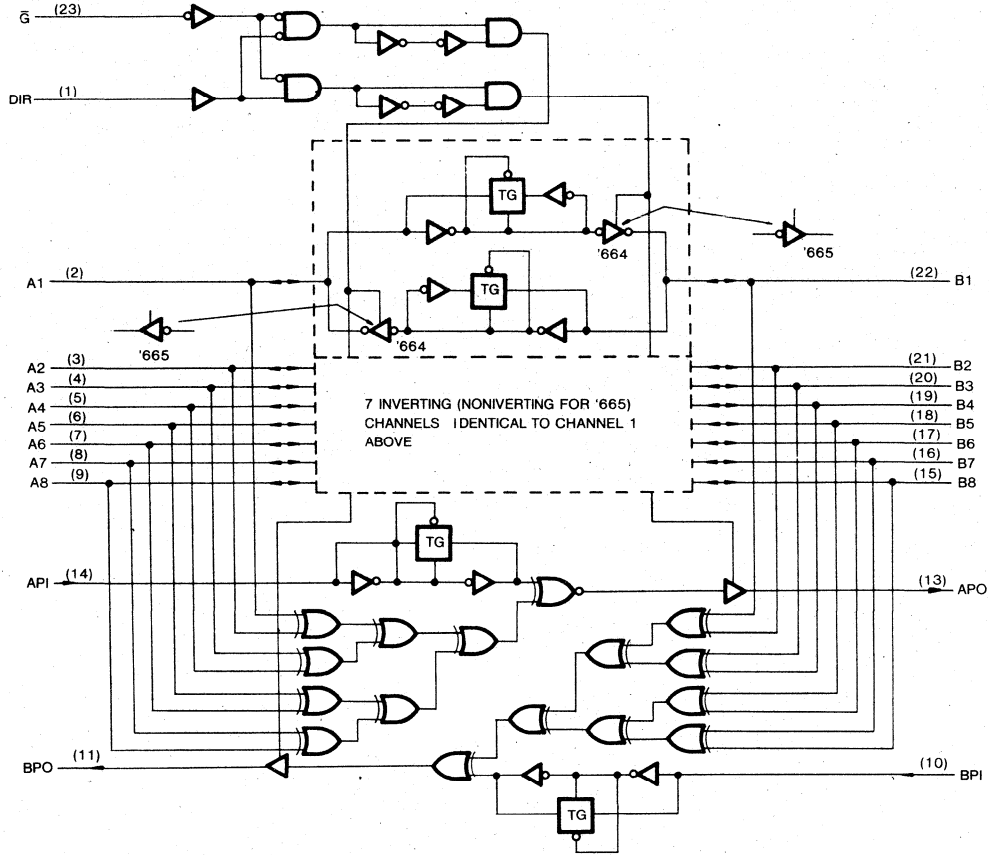 G̅ (23)
DIR (1)
TG
'664
'665
A1 (2)
TG
(22) B1
'665
'664
A2 (3)
(21) B2
A3 (4)
(20) B3
A4 (5)
7 INVERTING (NONIVERTING FOR '665)
(19) B4
A5 (6)
CHANNELS IDENTICAL TO CHANNEL 1
(18) B5
A6 (7)
ABOVE
(17) B6
A7 (8)
(16) B7
A8 (9)
(15) B8
TG
API (14)
(13) APO
BPO (11)
(10) BPI
TG